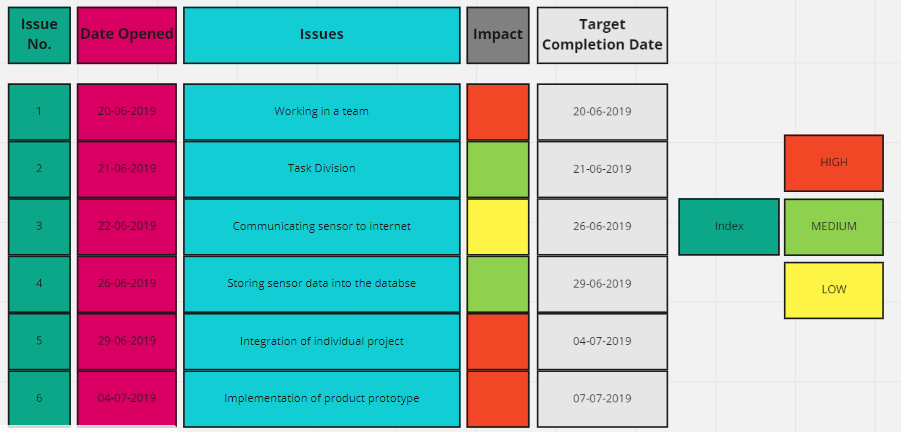 Issue No.
Date Opened
Issues
Impact
Target Completion Date
1 20-06-2019 Working in a team 20-06-2019
2 21-06-2019 Task Division 21-06-2019
3 22-06-2019 Communicating sensor to internet 26-06-2019
4 26-06-2019 Storing sensor data into the databse 29-06-2019
5 29-06-2019 Integration of individual project 04-07-2019
6 04-07-2019 Implementation of product prototype 07-07-2019
Index
HIGH
MEDIUM
LOW